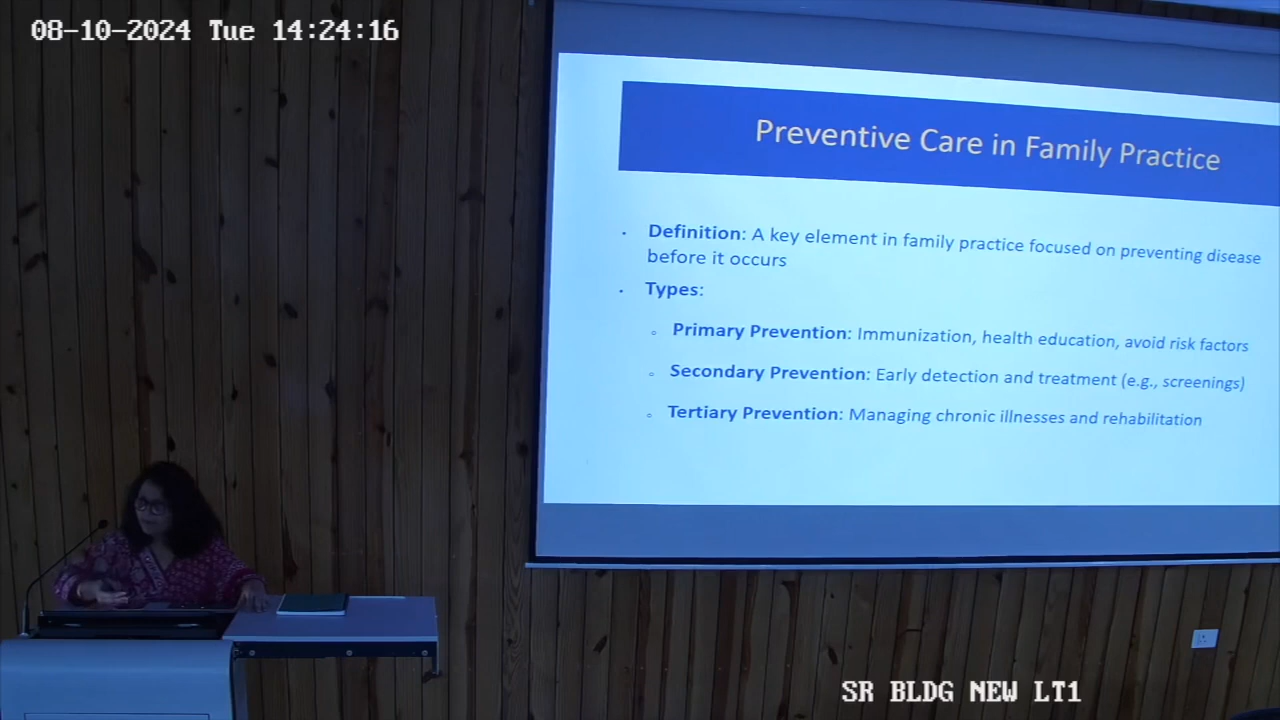 08-10-2024 Tue 14:24:16
Preventive Care in Family Practice
Definition: A key element in family practice focused on preventing disease
before it occurs
Types:
Primary Prevention: Immunization, health education, avoid risk factors
Secondary Prevention: Early detection and treatment (e.g., screenings)
Tertiary Prevention: Managing chronic illnesses and rehabilitation
SR BLDG NEW LT1